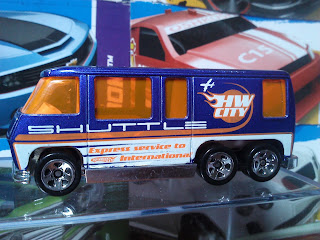 HW
CITY
SHUTTLE
Express service to
International
C15